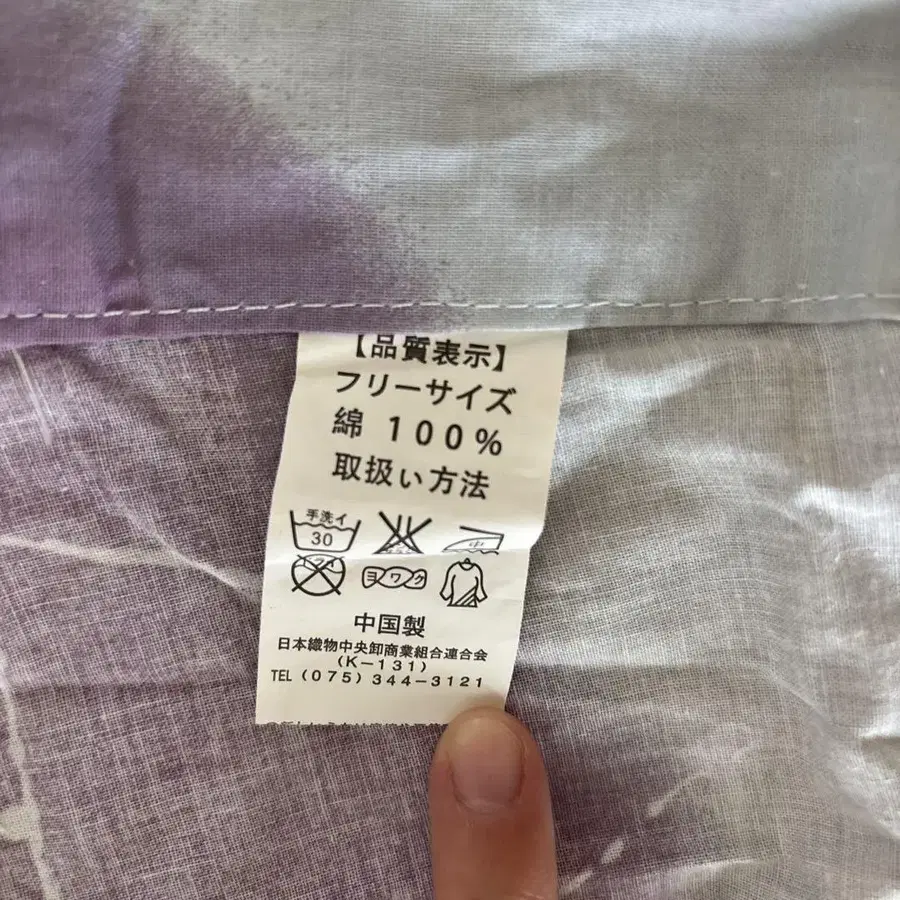 【品質表示】
フリーサイズ
綿 100%
取扱い方法
手洗イ
30
中
ヨワク
中国製
日本織物中央卸商業組合連合会
(K-131)
TEL (075) 344-3121